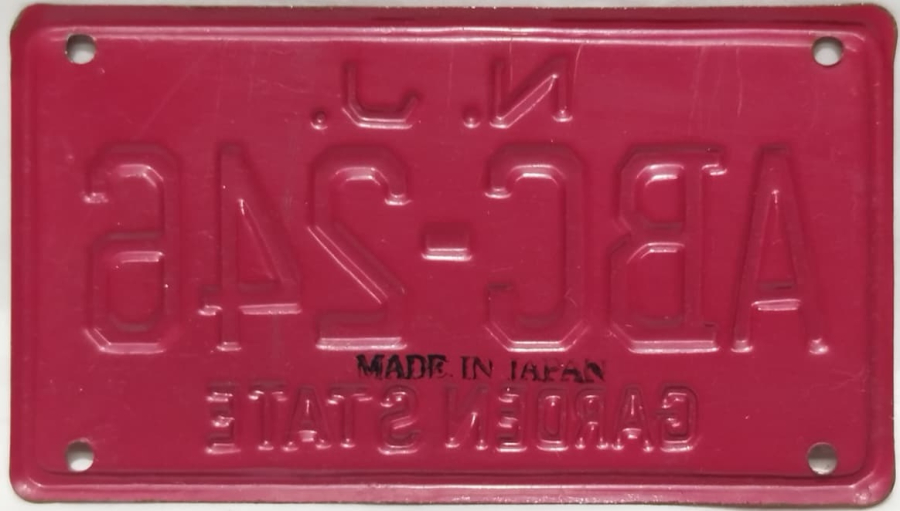 N. J.
ABC-246
MADE IN JAPAN
GARDEN STATE